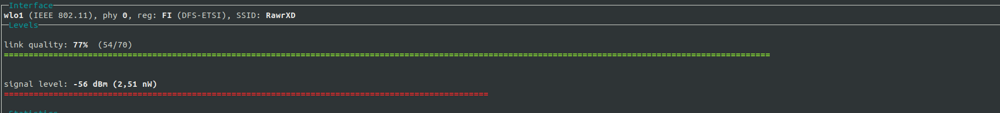 Interface
wlo1 (IEEE 802.11), phy 0, reg: FI (DFS-ETSI), SSID: RawrXD
Levels
link quality: 77%  (54/70)
===========================================================================================================================================================
signal level: -56 dBm (2,51 nW)
==================================================================================================
Statistics